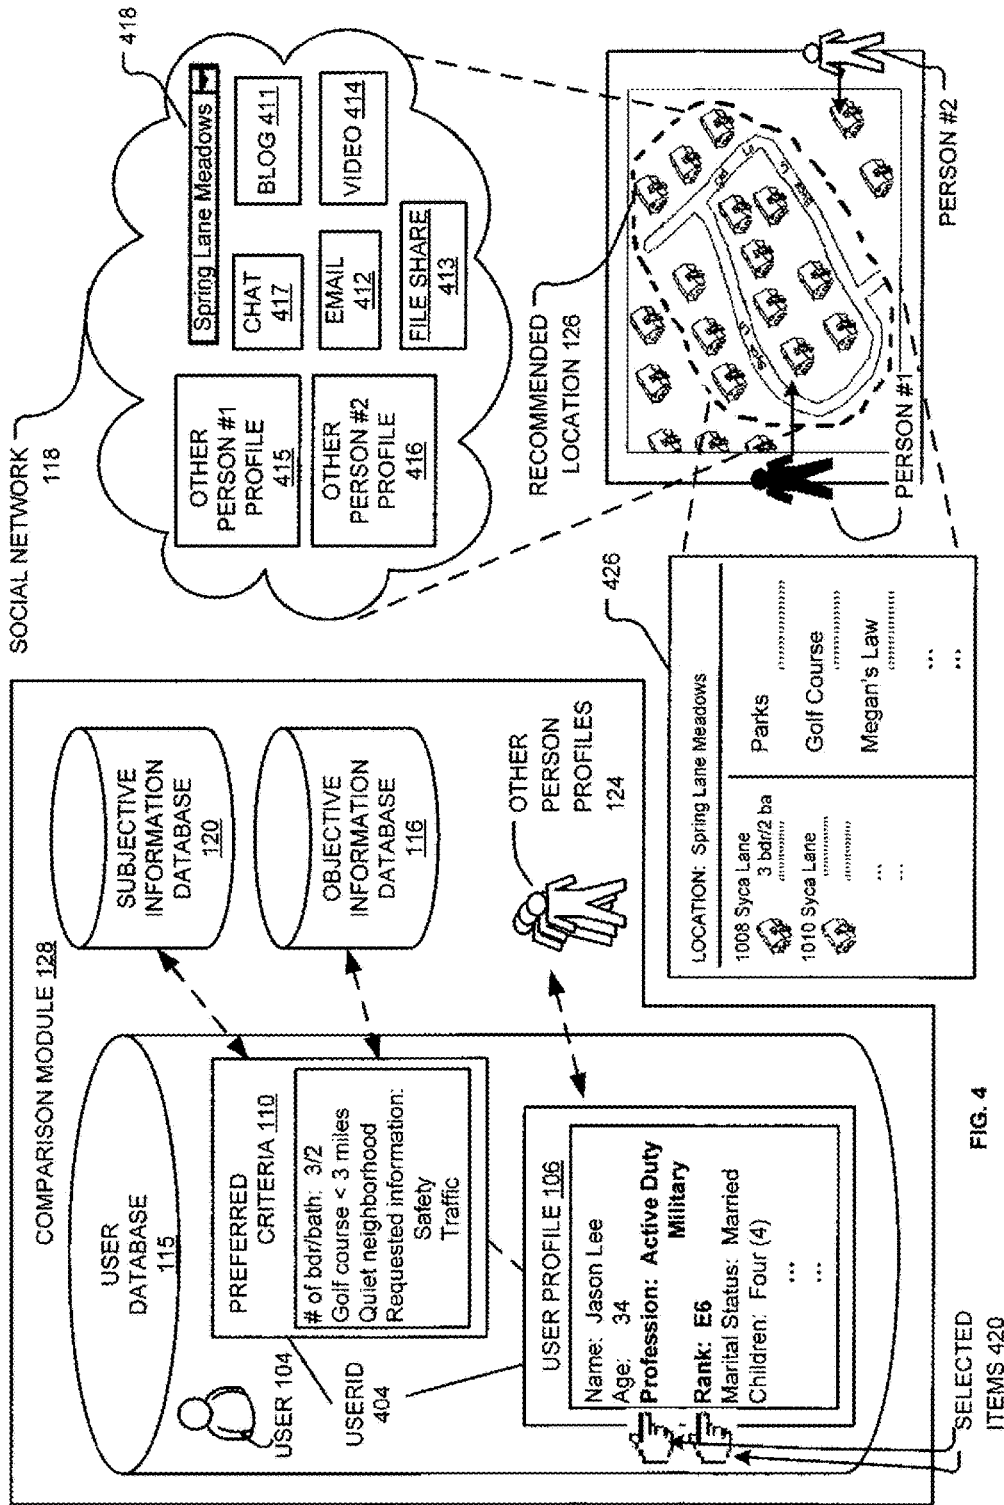 COMPARISON MODULE 128
USER
DATABASE
115
USER 104
USERID
404
PREFERRED
CRITERIA 110
# of bdr/bath: 3/2
Golf course < 3 miles
Quiet neighborhood
Requested information:
Safety
Traffic
USER PROFILE 106
Name: Jason Lee
Age: 34
Profession: Active Duty
Military
Rank: E6
Marital Status: Married
Children: Four (4)
...
...
SELECTED
ITEMS 420
SUBJECTIVE
INFORMATION
DATABASE
120
OBJECTIVE
INFORMATION
DATABASE
116
OTHER
PERSON
PROFILES
124
SOCIAL NETWORK
118
418
Spring Lane Meadows
OTHER
PERSON #1
PROFILE
415
OTHER
PERSON #2
PROFILE
416
CHAT
417
BLOG 411
EMAIL
412
VIDEO 414
FILE SHARE
413
RECOMMENDED
LOCATION 126
PERSON #1
PERSON #2
426
LOCATION: Spring Lane Meadows
1008 Syca Lane
3 bdr/2 ba
1010 Syca Lane
...
...
Parks
Golf Course
Megan's Law
...
...
FIG. 4